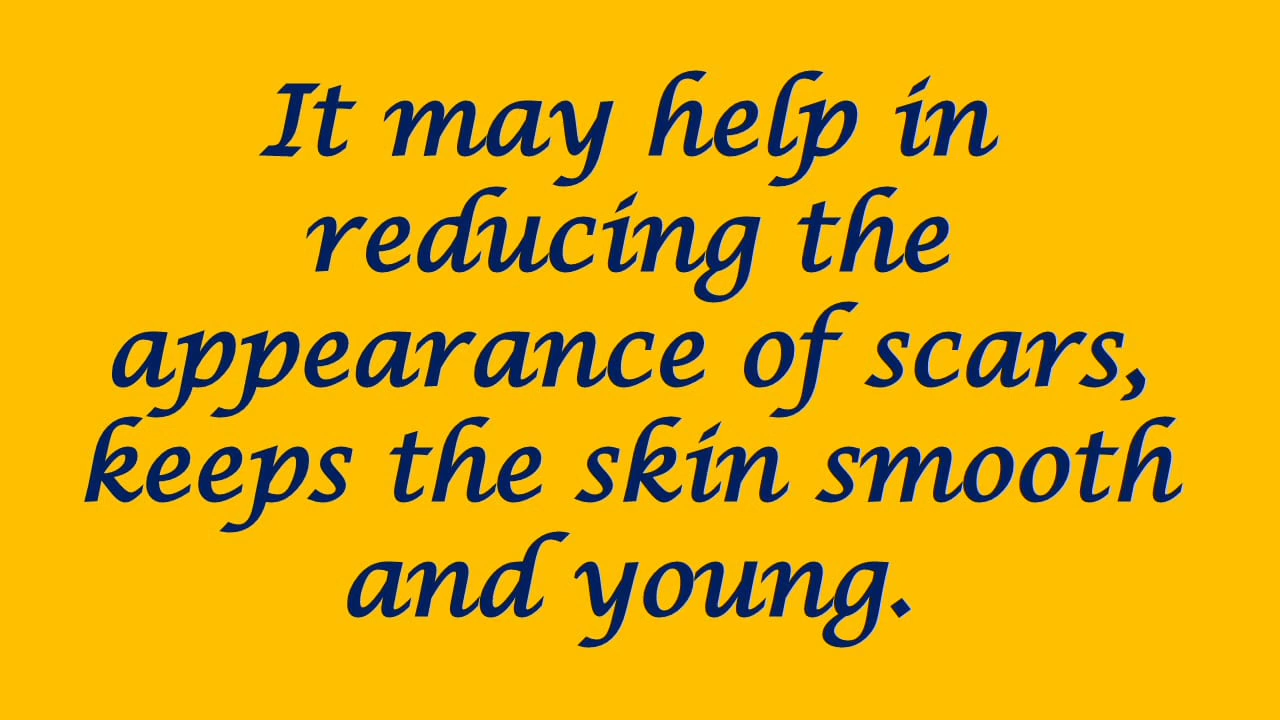 It may help in
reducing the
appearance of scars,
keeps the skin smooth
and young.